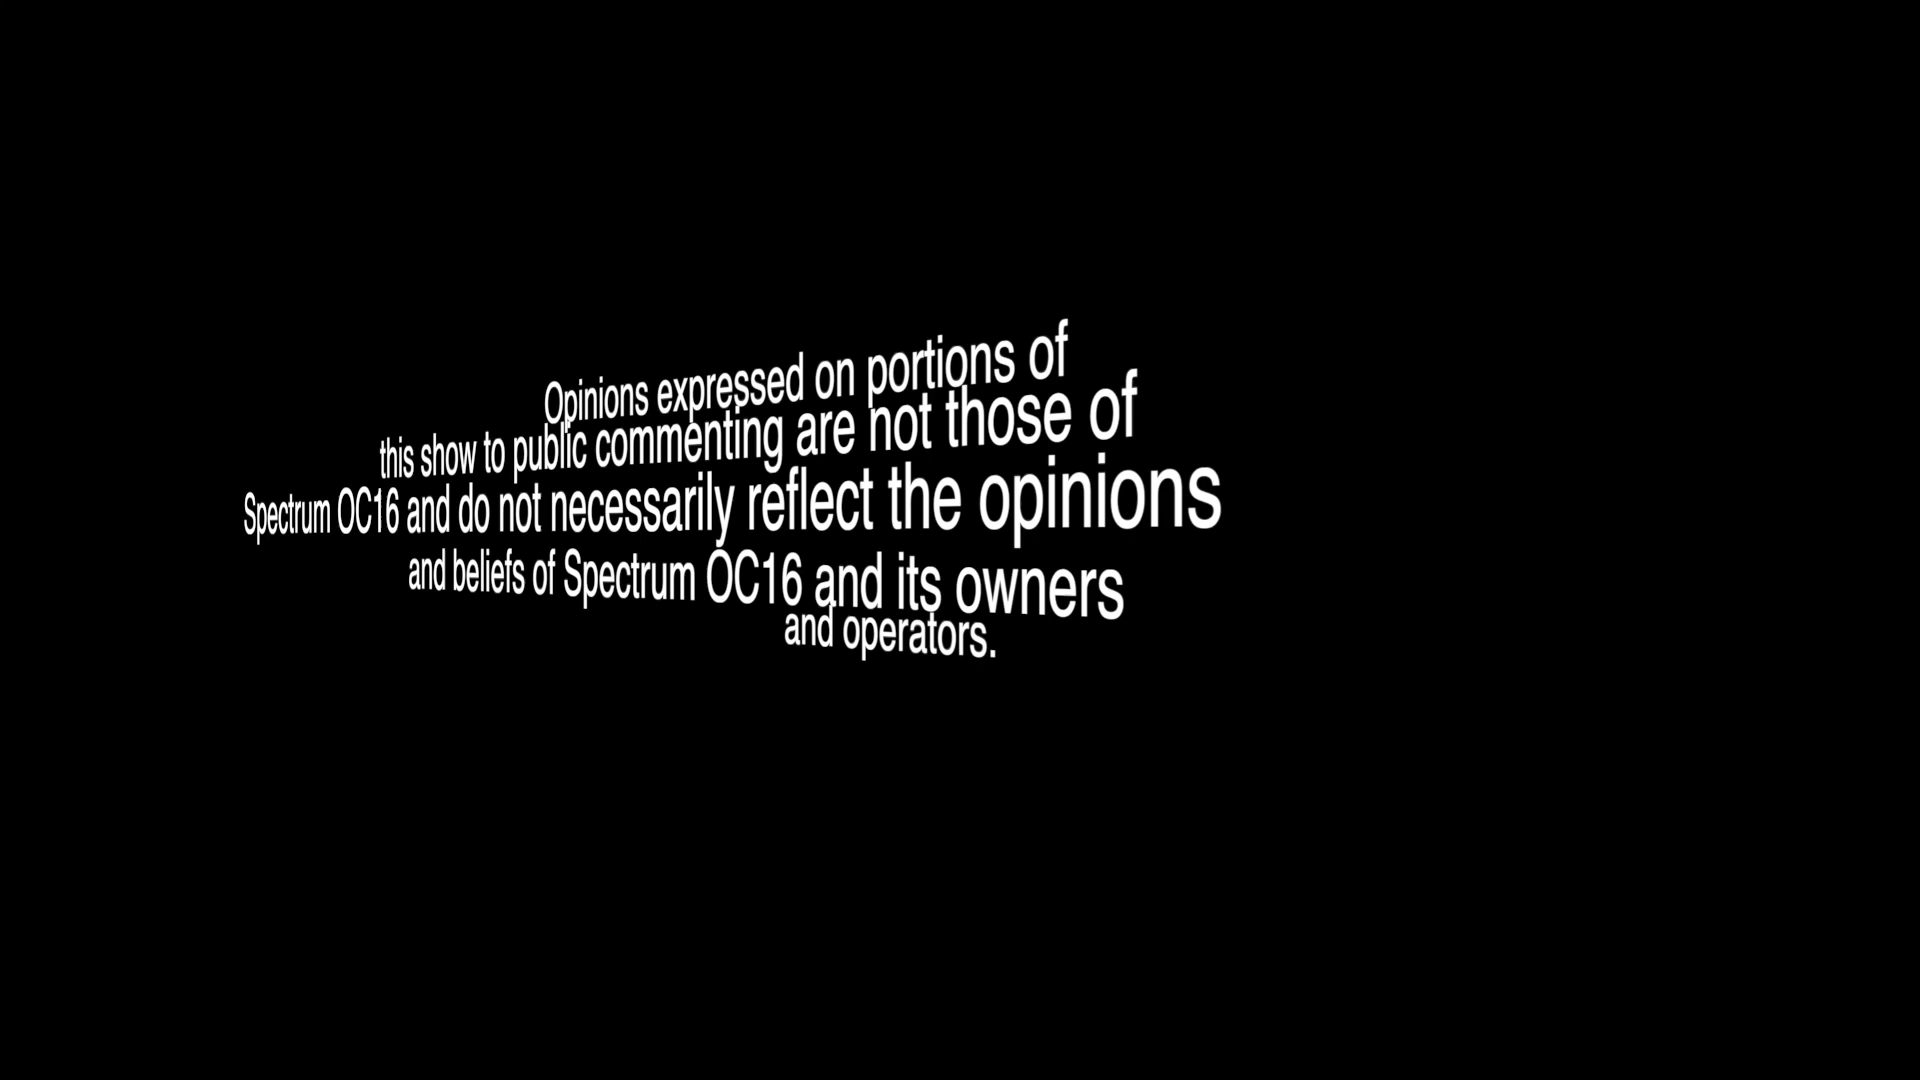 Opinions expressed on portions of
this show to public commenting are not those of
Spectrum OC16 and do not necessarily reflect the opinions
and beliefs of Spectrum OC16 and its owners
and operators.